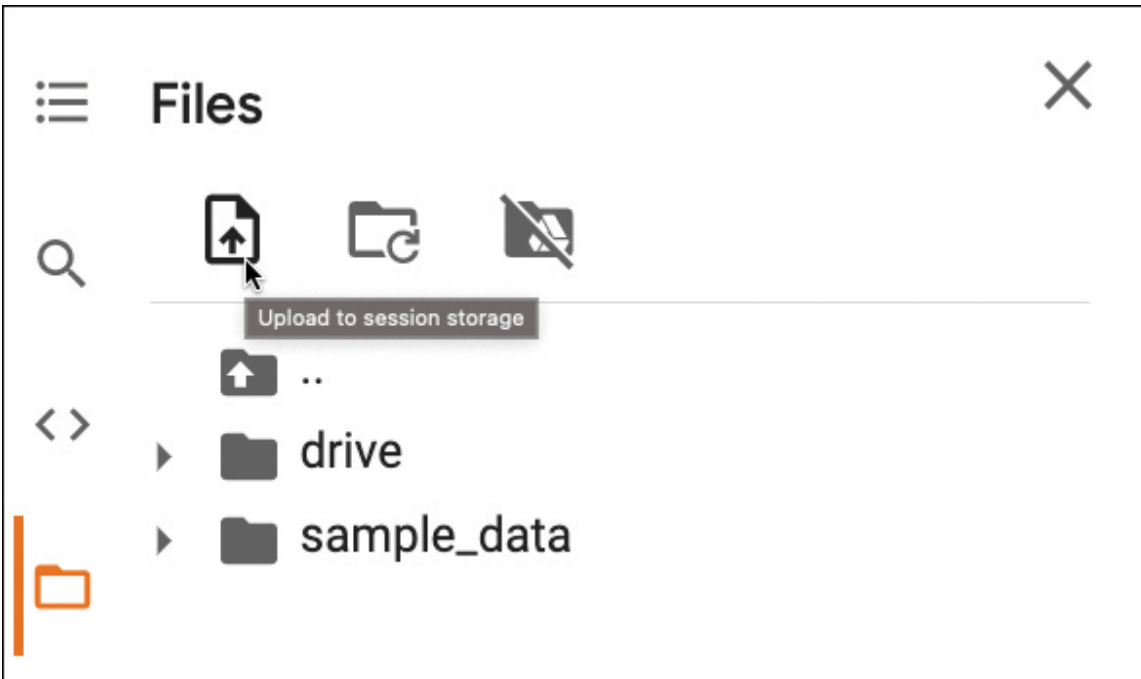 Files
Upload to session storage
..
drive
sample_data